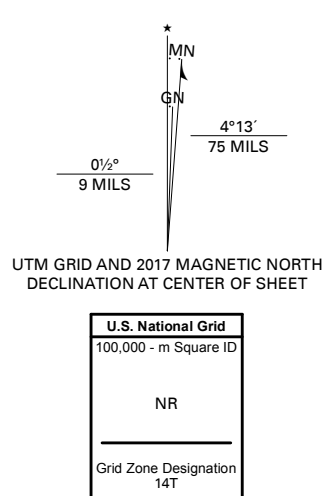 ★
MN
GN
4°13´
75 MILS
0½°
9 MILS
UTM GRID AND 2017 MAGNETIC NORTH
DECLINATION AT CENTER OF SHEET
U.S. National Grid
100,000 - m Square ID
NR
Grid Zone Designation
14T